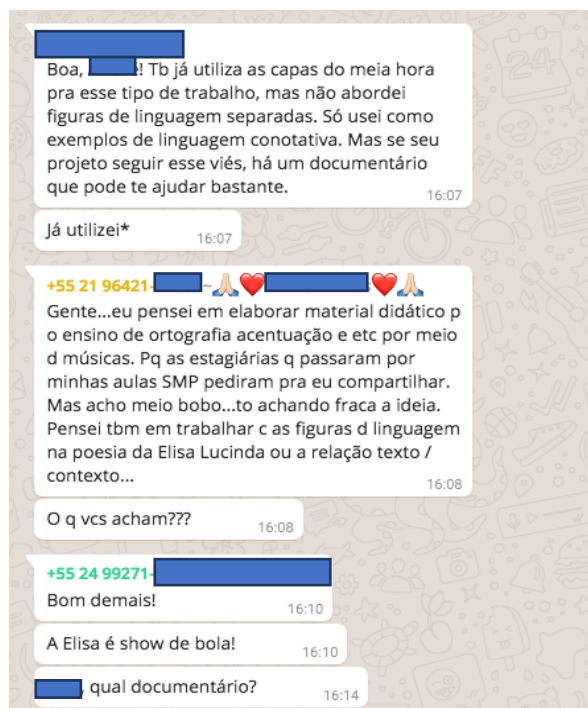 Boa, ! Tb já utiliza as capas do meia hora
pra esse tipo de trabalho, mas não abordei
figuras de linguagem separadas. Só usei como
exemplos de linguagem conotativa. Mas se seu
projeto seguir esse viés, há um documentário
que pode te ajudar bastante.
16:07
Já utilizei*
16:07
+55 21 96421- ~🙏🏻❤️ ❤️🙏🏻
Gente...eu pensei em elaborar material didático p
o ensino de ortografia acentuação e etc por meio
d músicas. Pq as estagiárias q passaram por
minhas aulas SMP pediram pra eu compartilhar.
Mas acho meio bobo...to achando fraca a ideia.
Pensei tbm em trabalhar c as figuras d linguagem
na poesia da Elisa Lucinda ou a relação texto /
contexto...
16:08
O q vcs acham???
16:08
+55 24 99271-
Bom demais!
16:10
A Elisa é show de bola!
16:10
, qual documentário?
16:14